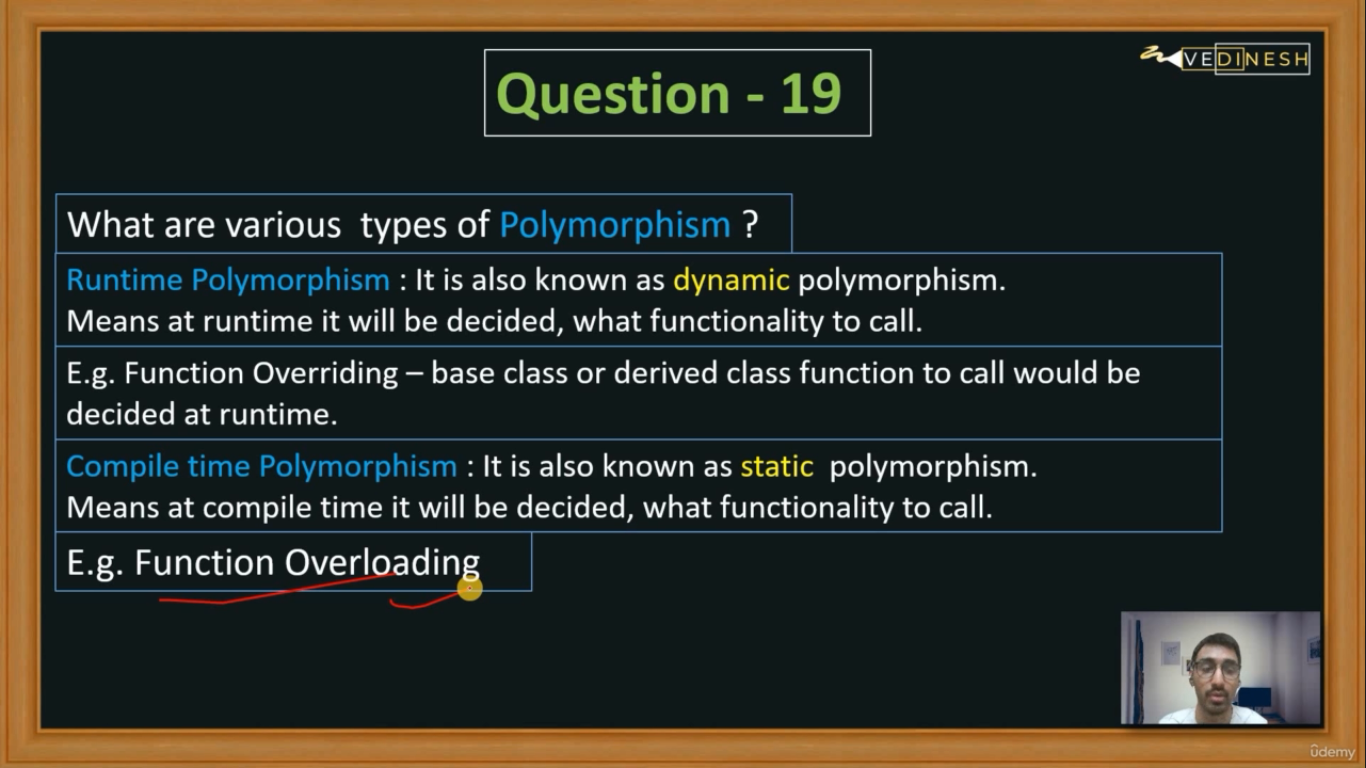 VEDINESH
Question - 19
What are various types of Polymorphism ?
Runtime Polymorphism : It is also known as dynamic polymorphism.
Means at runtime it will be decided, what functionality to call.
E.g. Function Overriding – base class or derived class function to call would be
decided at runtime.
Compile time Polymorphism : It is also known as static polymorphism.
Means at compile time it will be decided, what functionality to call.
E.g. Function Overloading
ûdemy